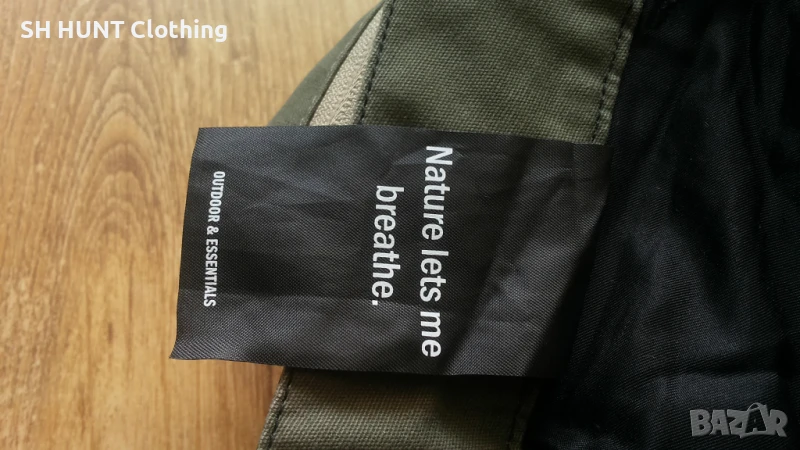 SH HUNT Clothing
Nature lets me
breathe.
OUTDOOR & ESSENTIALS
BAZAR